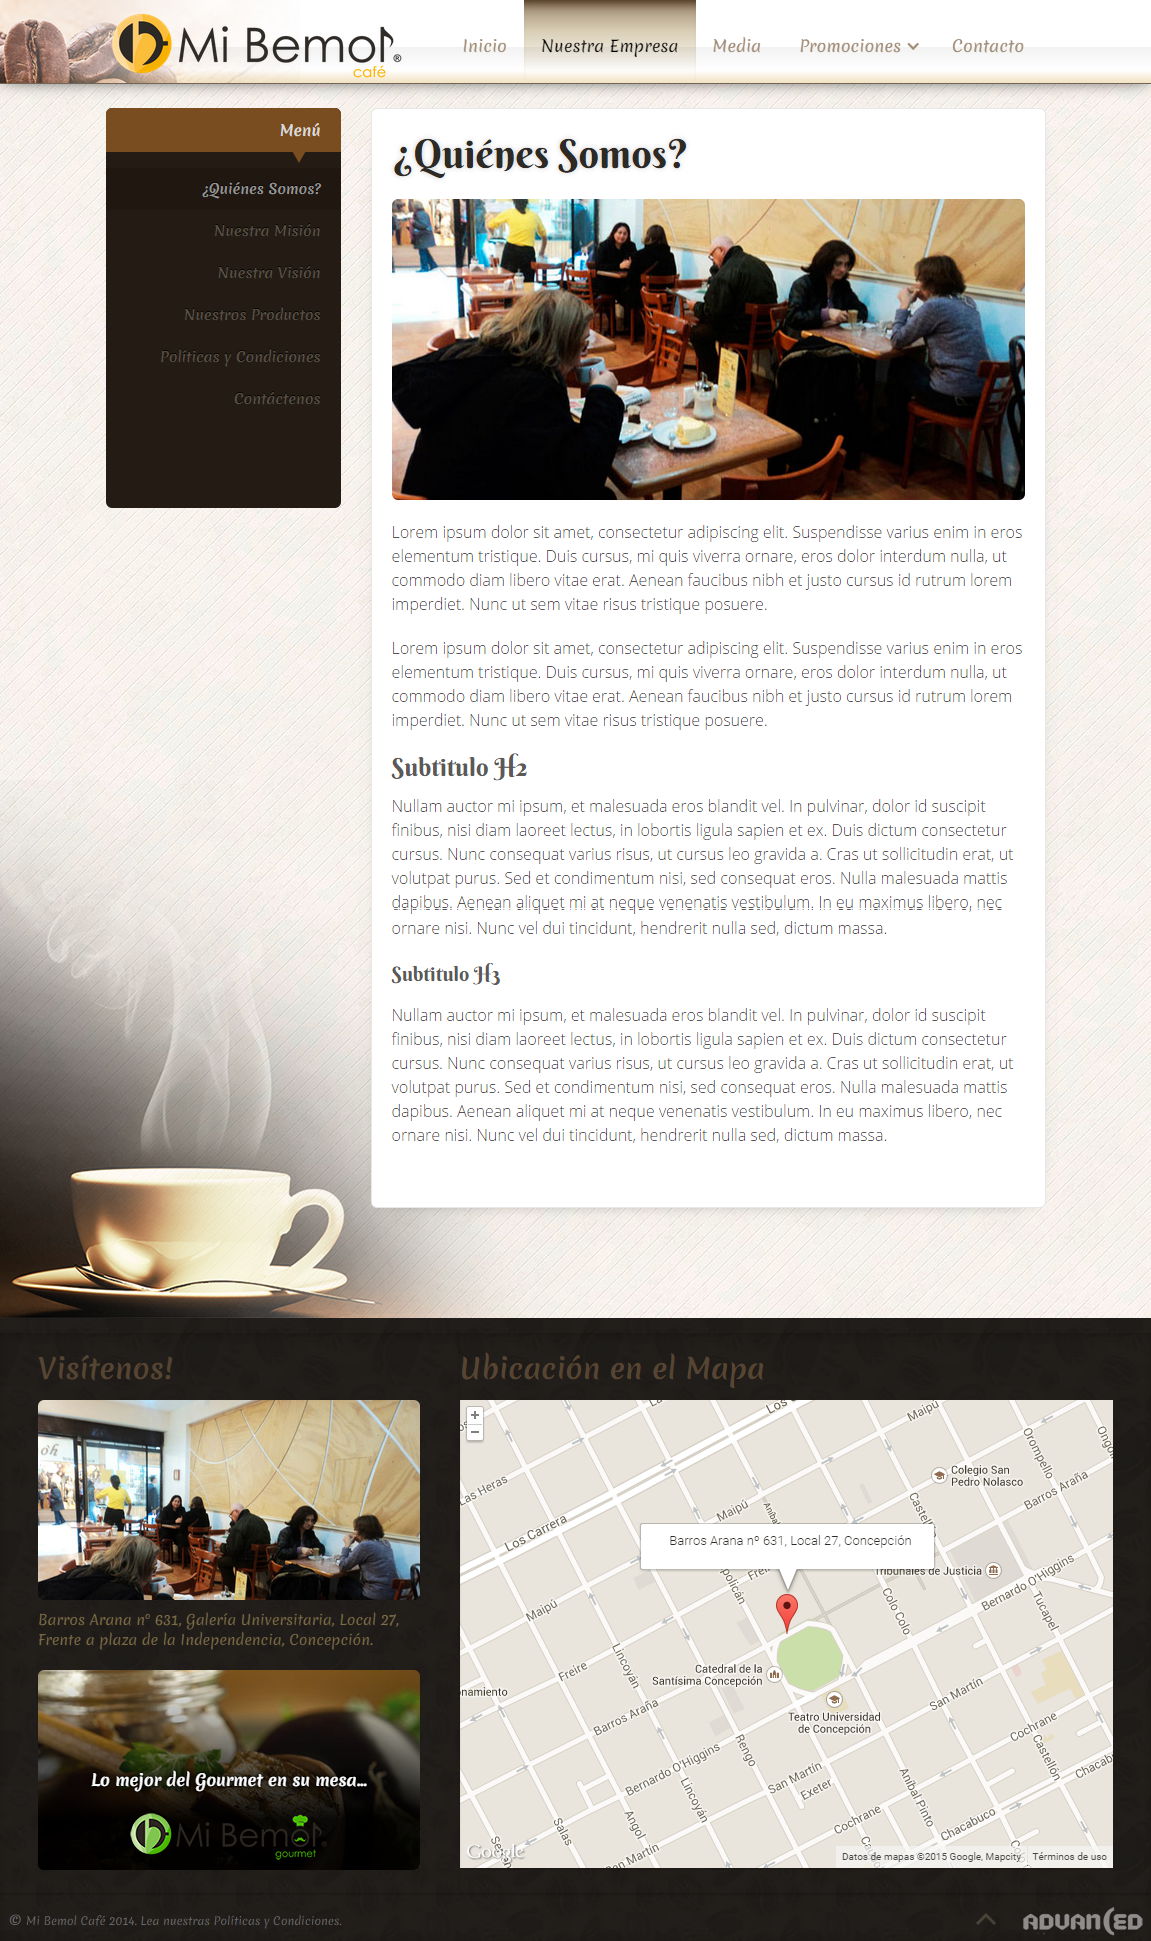 Mi Bemol®
café
Inicio
Nuestra Empresa
Media
Promociones
Contacto
Menú
¿Quiénes Somos?
Nuestra Misión
Nuestra Visión
Nuestros Productos
Políticas y Condiciones
Contáctenos
¿Quiénes Somos?
Lorem ipsum dolor sit amet, consectetur adipiscing elit. Suspendisse varius enim in eros
elementum tristique. Duis cursus, mi quis viverra ornare, eros dolor interdum nulla, ut
commodo diam libero vitae erat. Aenean faucibus nibh et justo cursus id rutrum lorem
imperdiet. Nunc ut sem vitae risus tristique posuere.
Lorem ipsum dolor sit amet, consectetur adipiscing elit. Suspendisse varius enim in eros
elementum tristique. Duis cursus, mi quis viverra ornare, eros dolor interdum nulla, ut
commodo diam libero vitae erat. Aenean faucibus nibh et justo cursus id rutrum lorem
imperdiet. Nunc ut sem vitae risus tristique posuere.
Subtitulo H2
Nullam auctor mi ipsum, et malesuada eros blandit vel. In pulvinar, dolor id suscipit
finibus, nisi diam laoreet lectus, in lobortis ligula sapien et ex. Duis dictum consectetur
cursus. Nunc consequat varius risus, ut cursus leo gravida a. Cras ut sollicitudin erat, ut
volutpat purus. Sed et condimentum nisi, sed consequat eros. Nulla malesuada mattis
dapibus. Aenean aliquet mi at neque venenatis vestibulum. In eu maximus libero, nec
ornare nisi. Nunc vel dui tincidunt, hendrerit nulla sed, dictum massa.
Subtitulo H3
Nullam auctor mi ipsum, et malesuada eros blandit vel. In pulvinar, dolor id suscipit
finibus, nisi diam laoreet lectus, in lobortis ligula sapien et ex. Duis dictum consectetur
cursus. Nunc consequat varius risus, ut cursus leo gravida a. Cras ut sollicitudin erat, ut
volutpat purus. Sed et condimentum nisi, sed consequat eros. Nulla malesuada mattis
dapibus. Aenean aliquet mi at neque venenatis vestibulum. In eu maximus libero, nec
ornare nisi. Nunc vel dui tincidunt, hendrerit nulla sed, dictum massa.
Visítenos!
Barros Arana nº 631, Galería Universitaria, Local 27,
Frente a plaza de la Independencia, Concepción.
Lo mejor del Gourmet en su mesa...
Mi Bemol
gourmet
Ubicación en el Mapa
+
−
Maipú
Orompello
Colegio San
Pedro Nolasco
Barros Araña
Las Heras
Maipú
Los Carrera
Barros Arana nº 631, Local 27, Concepción
Tribunales de Justicia
Bernardo O'Higgins
Tucapel
Colo Colo
Maipú
Lincoyán
Freire
Catedral de la
Santísima Concepción
San Martín
Teatro Universidad
de Concepción
Barros Araña
Rengo
Cochrane
Castellón
Bernardo O'Higgins
San Martín
Exeter
Lincoyán
Aníbal Pinto
Chacabuco
Angol
Salas
Cochrane
San Martín
Google
Datos de mapas ©2015 Google, Mapcity
Términos de uso
© Mi Bemol Café 2014. Lea nuestras Políticas y Condiciones.
ADVANCED